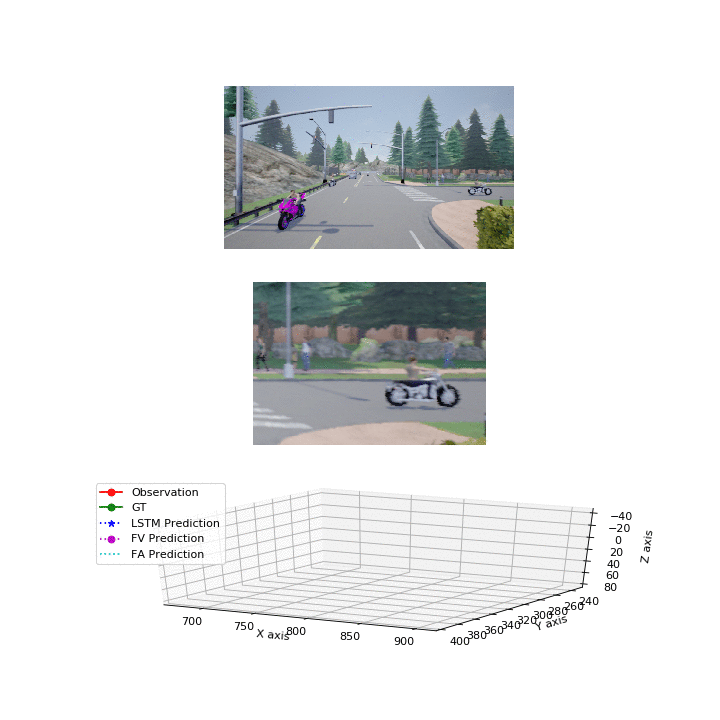 Observation
GT
LSTM Prediction
FV Prediction
FA Prediction
−40
−20
0
20
40
60
80
Z axis
700
750
800
850
900
X axis
400
380
360
340
320
300
280
260
240
Y axis